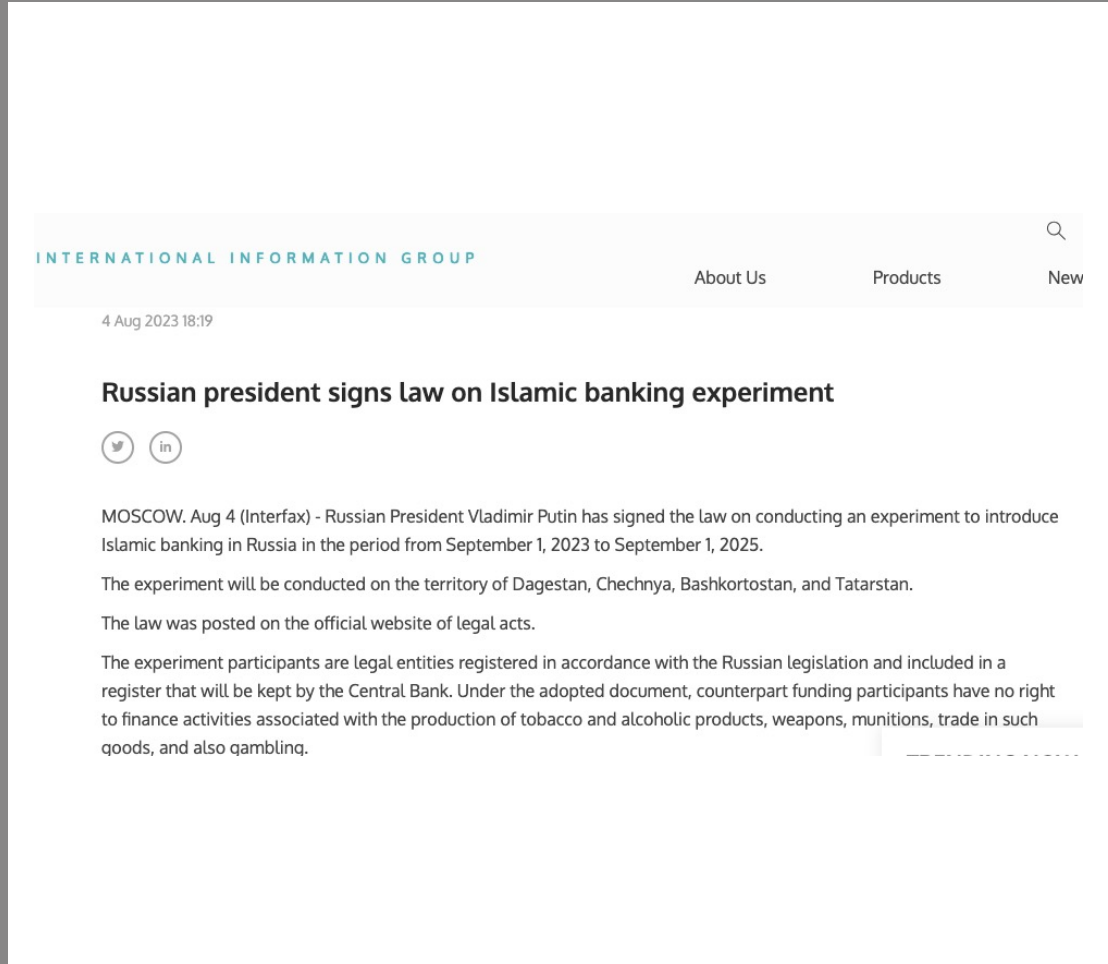 INTERNATIONAL INFORMATION GROUP
About Us
Products
New
4 Aug 2023 18:19
Russian president signs law on Islamic banking experiment
in
MOSCOW. Aug 4 (Interfax) - Russian President Vladimir Putin has signed the law on conducting an experiment to introduce
Islamic banking in Russia in the period from September 1, 2023 to September 1, 2025.
The experiment will be conducted on the territory of Dagestan, Chechnya, Bashkortostan, and Tatarstan.
The law was posted on the official website of legal acts.
The experiment participants are legal entities registered in accordance with the Russian legislation and included in a
register that will be kept by the Central Bank. Under the adopted document, counterpart funding participants have no right
to finance activities associated with the production of tobacco and alcoholic products, weapons, munitions, trade in such
goods, and also gambling.